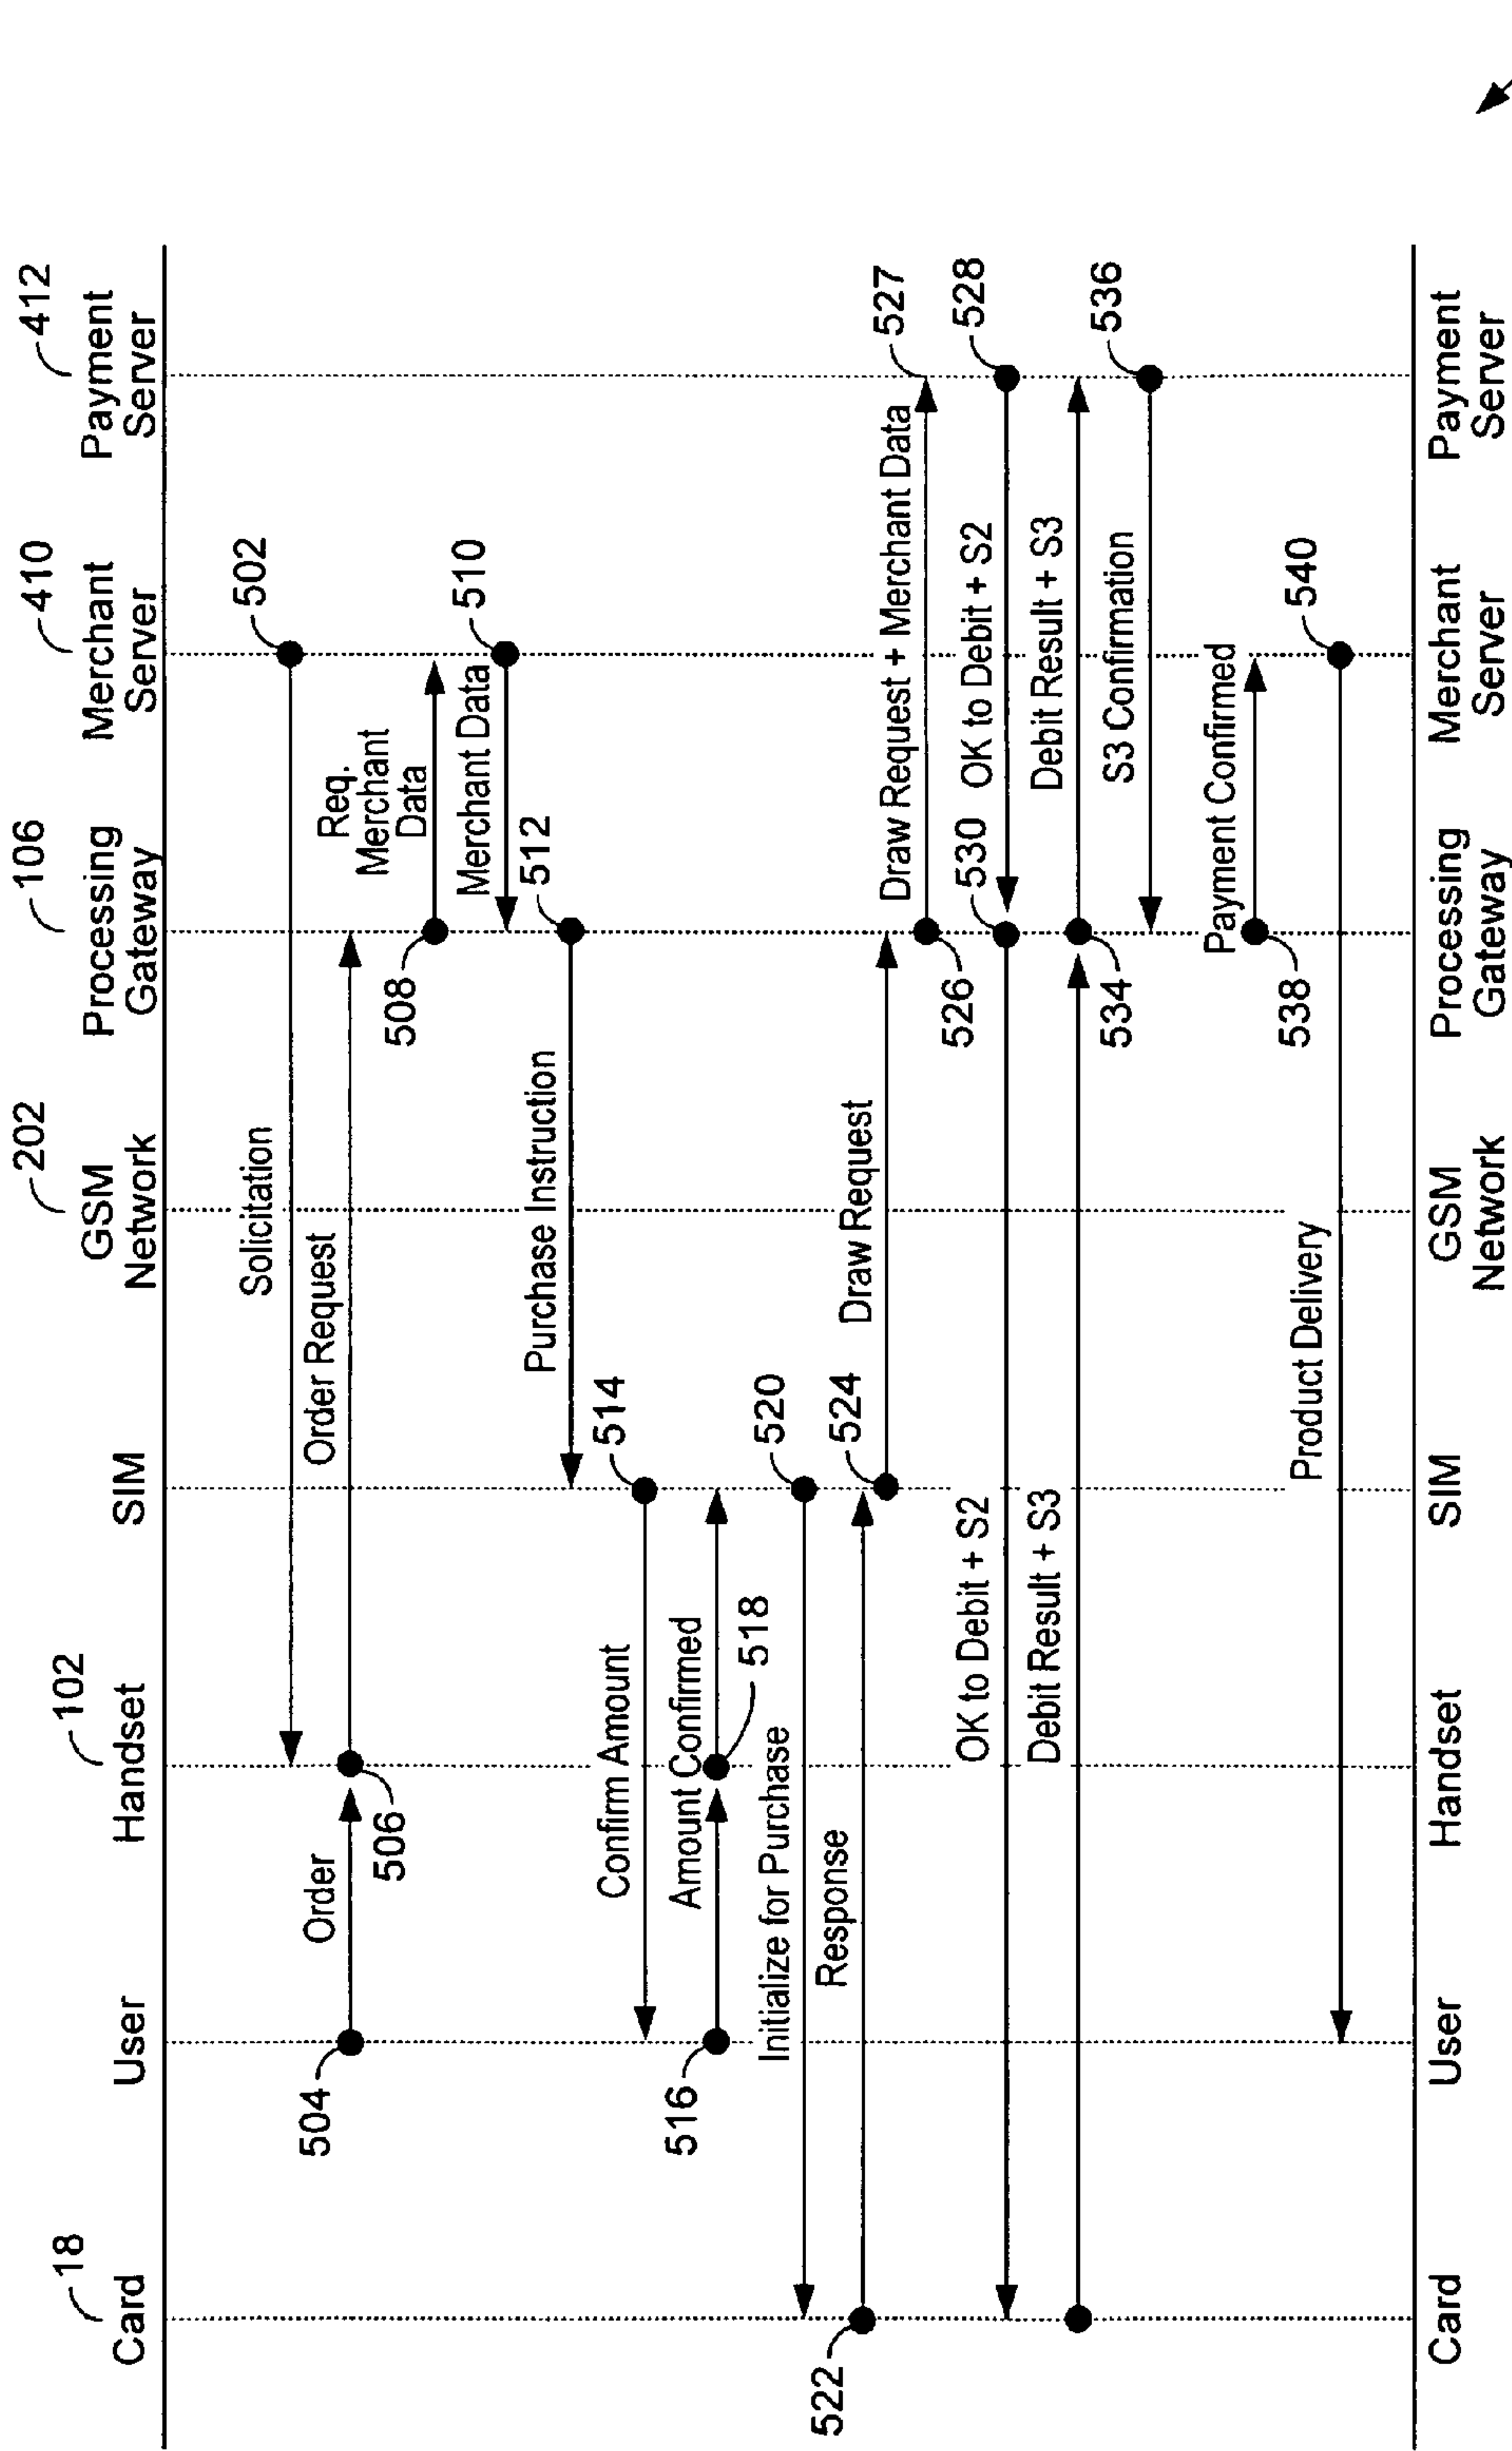 18
102
202
106
410
412
Card
User
Handset
SIM
GSM
Network
Processing
Gateway
Merchant
Server
Payment
Server
502
Solicitation
504
Order
506
Order Request
508
Req.
Merchant
Data
510
Merchant Data
512
Purchase Instruction
514
Confirm Amount
516
Amount Confirmed
518
520
Initialize for Purchase
522
Response
524
Draw Request
526
Draw Request + Merchant Data
527
528
OK to Debit + S2
530
OK to Debit + S2
Debit Result + S3
534
Debit Result + S3
536
S3 Confirmation
538
Payment Confirmed
540
Product Delivery
Card
User
Handset
SIM
GSM
Network
Processing
Gateway
Merchant
Server
Payment
Server